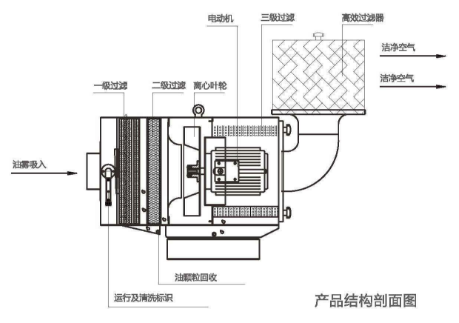 电动机
三级过滤
高效过滤器
洁净空气
洁净空气
一级过滤
二级过滤
离心叶轮
油雾吸入
油颗粒回收
运行及清洗标识
产品结构剖面图